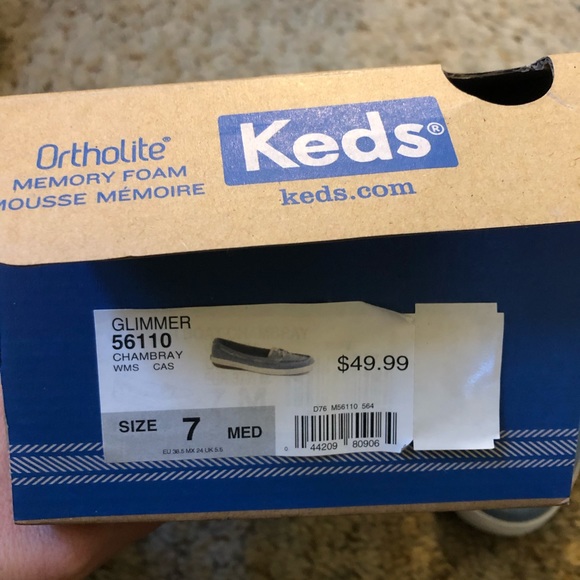 Ortholite®
MEMORY FOAM
MOUSSE MÉMOIRE
Keds®
keds.com
GLIMMER
56110
CHAMBRAY
WMS CAS
$49.99
SIZE 7 MED
EU 36.5 MX 24 UK 5.5
D76 M56110 564
0 44209 80906